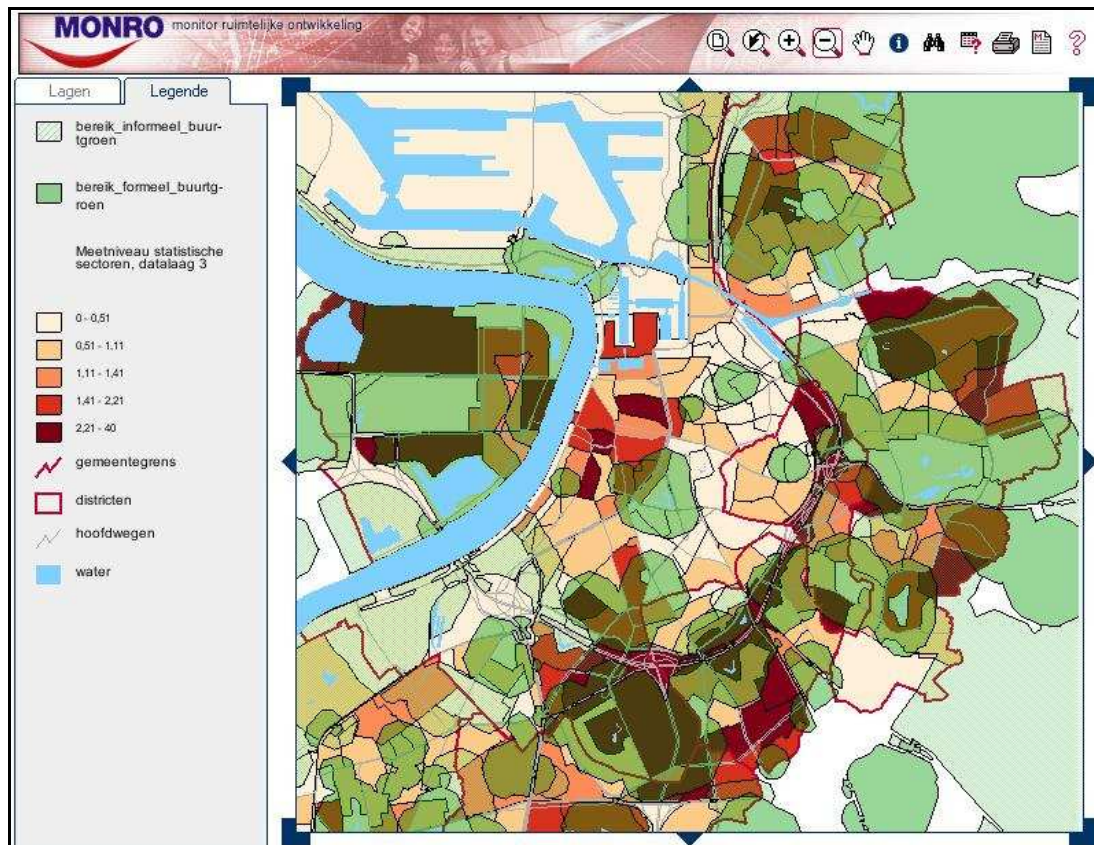 MONRO monitor ruimtelijke ontwikkeling
Lagen Legende
bereik_informeel_buur-
tgroen
bereik_formeel_buurtg-
roen
Meetniveau statistische
sectoren, datalaag 3
0 - 0,51
0,51 - 1,11
1,11 - 1,41
1,41 - 2,21
2,21 - 40
gemeentegrens
districten
hoofdwegen
water